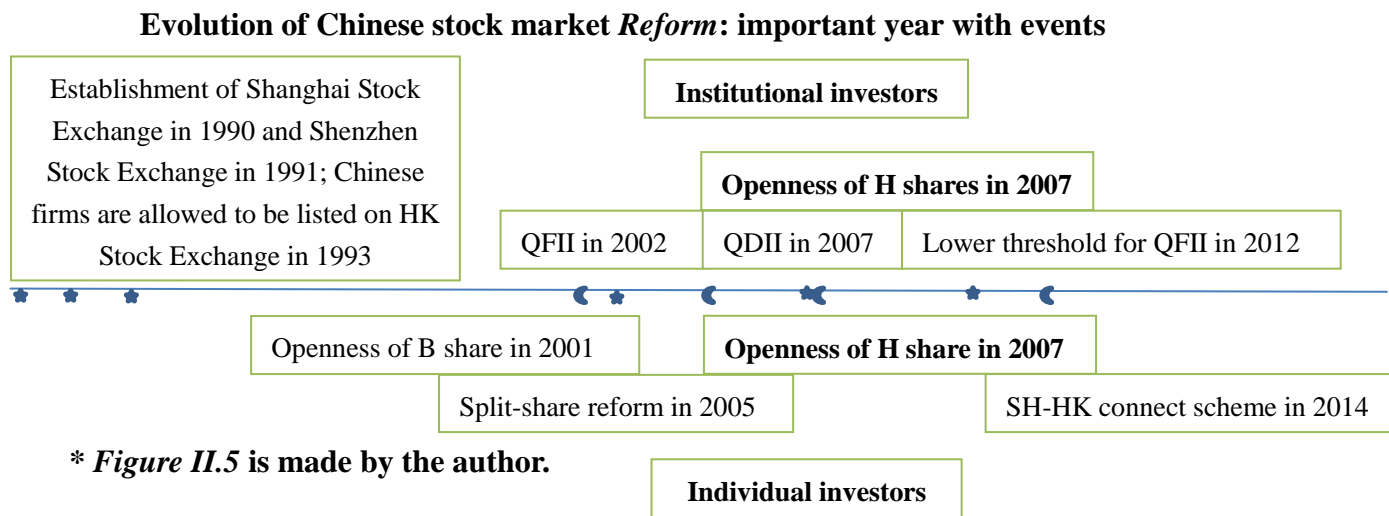 Evolution of Chinese stock market Reform: important year with events
Establishment of Shanghai Stock
Exchange in 1990 and Shenzhen
Stock Exchange in 1991; Chinese
firms are allowed to be listed on HK
Stock Exchange in 1993
Institutional investors
Openness of H shares in 2007
QFII in 2002
QDII in 2007
Lower threshold for QFII in 2012
Openness of B share in 2001
Openness of H share in 2007
Split-share reform in 2005
SH-HK connect scheme in 2014
* Figure II.5 is made by the author.
Individual investors